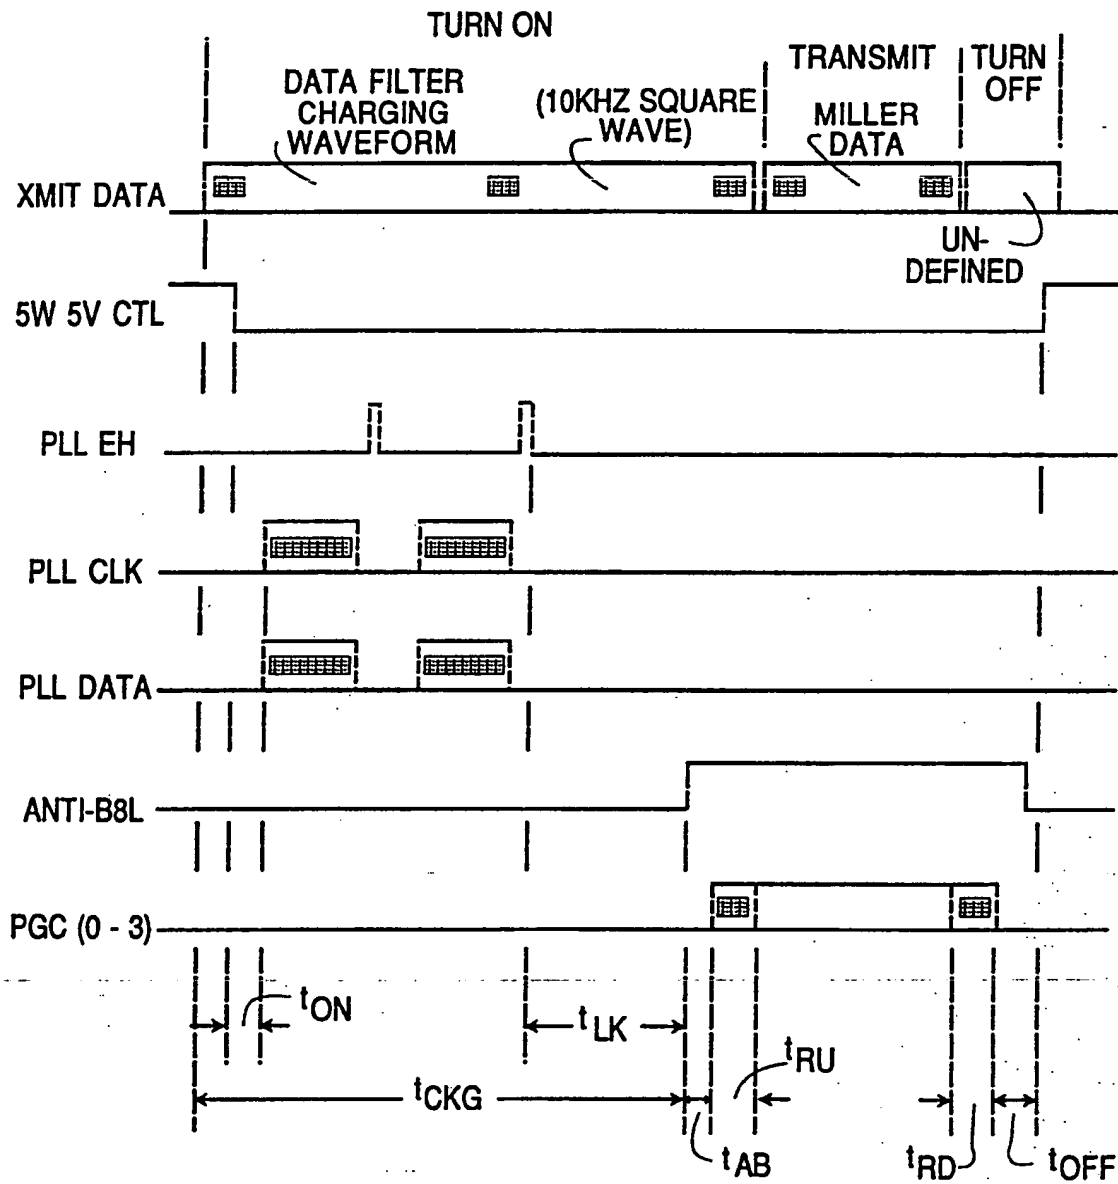 TURN ON
TRANSMIT
TURN
OFF
DATA FILTER
CHARGING
WAVEFORM
(10KHZ SQUARE
WAVE)
MILLER
DATA
XMIT DATA
UN-
DEFINED
5W 5V CTL
PLL EH
PLL CLK
PLL DATA
ANTI-B8L
PGC (0 - 3)
tON
tLK
tRU
tCKG
tAB
tRD
tOFF